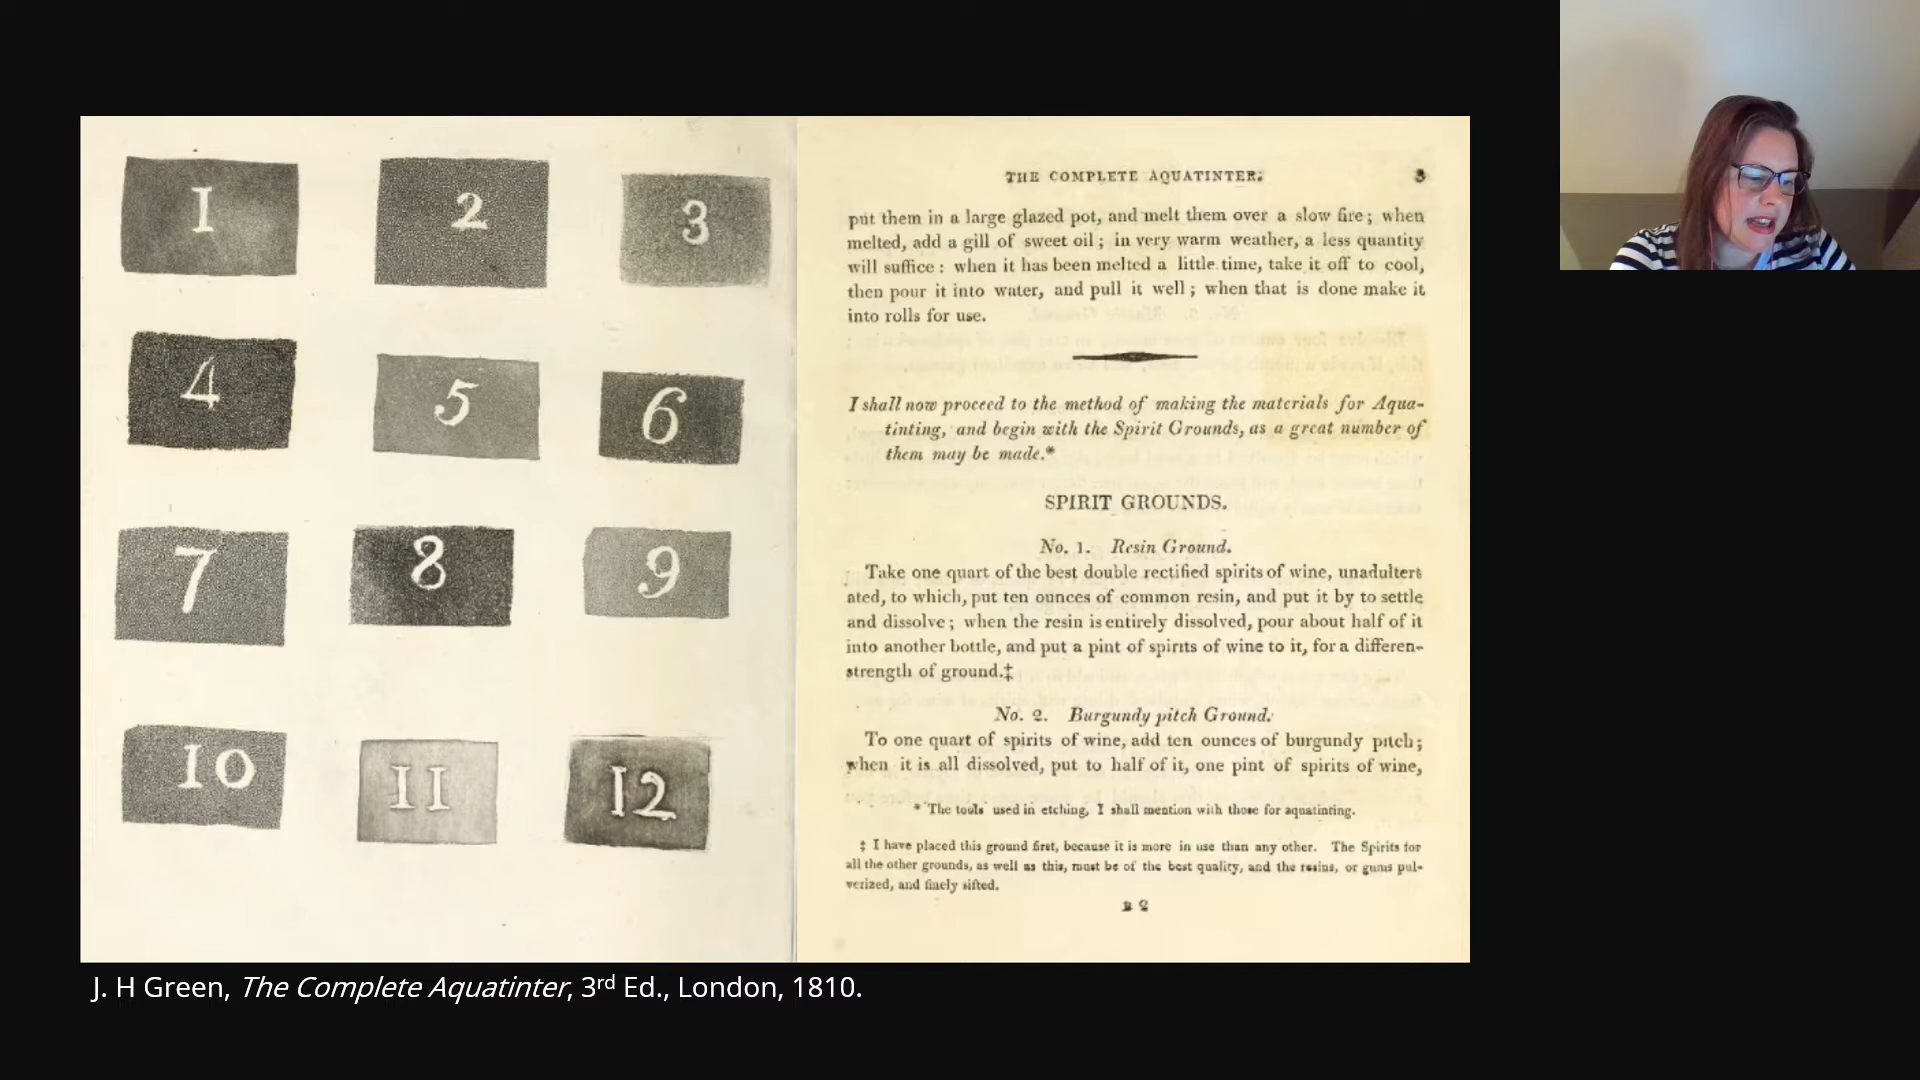 1
2
3
4
5
6
7
8
9
10
11
12
THE COMPLETE AQUATINTER. 3
put them in a large glazed pot, and melt them over a slow fire; when
melted, add a gill of sweet oil; in very warm weather, a less quantity
will suffice: when it has been melted a little time, take it off to cool,
then pour it into water, and pull it well; when that is done make it
into rolls for use.
I shall now proceed to the method of making the materials for Aqua-
tinting, and begin with the Spirit Grounds, as a great number of
them may be made.*
SPIRIT GROUNDS.
No. 1. Resin Ground.
Take one quart of the best double rectified spirits of wine, unadulter
ated, to which, put ten ounces of common resin, and put it by to settle
and dissolve; when the resin is entirely dissolved, pour about half of it
into another bottle, and put a pint of spirits of wine to it, for a differen-
strength of ground.‡
No. 2. Burgundy pitch Ground.
To one quart of spirits of wine, add ten ounces of burgundy pitch;
when it is all dissolved, put to half of it, one pint of spirits of wine,
* The tools used in etching, I shall mention with those for aquatinting.
‡ I have placed this ground first, because it is more in use than any other. The Spirits for
all the other grounds, as well as this, must be of the best quality, and the resins, or gums pul-
verized, and finely sifted.
B 2
J. H Green, The Complete Aquatinter, 3rd Ed., London, 1810.